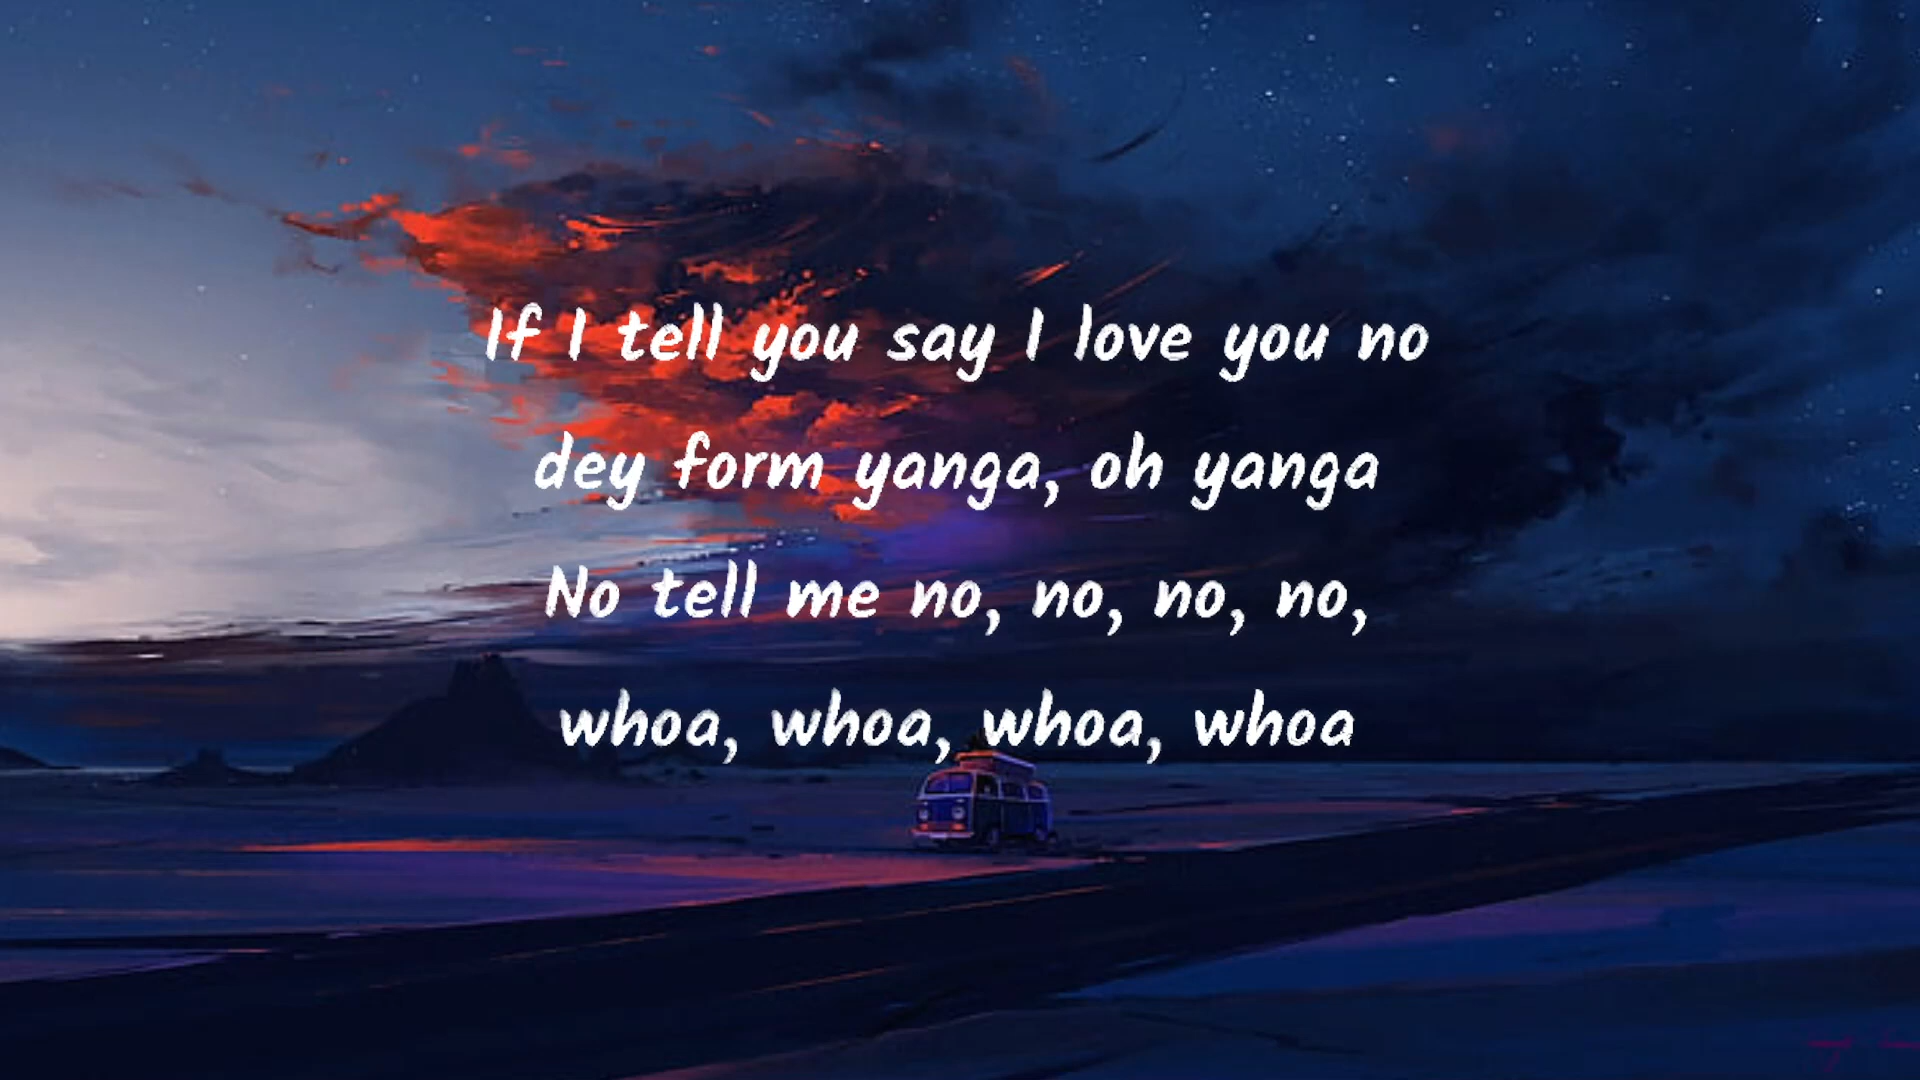 If I tell you say I love you no
dey form yanga, oh yanga
No tell me no, no, no, no,
whoa, whoa, whoa, whoa